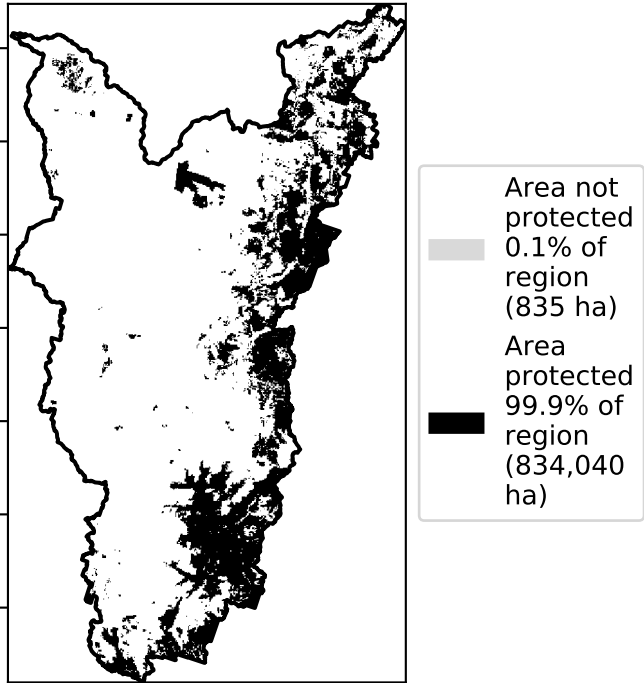 Area not
protected
0.1% of
region
(835 ha)
Area
protected
99.9% of
region
(834,040
ha)